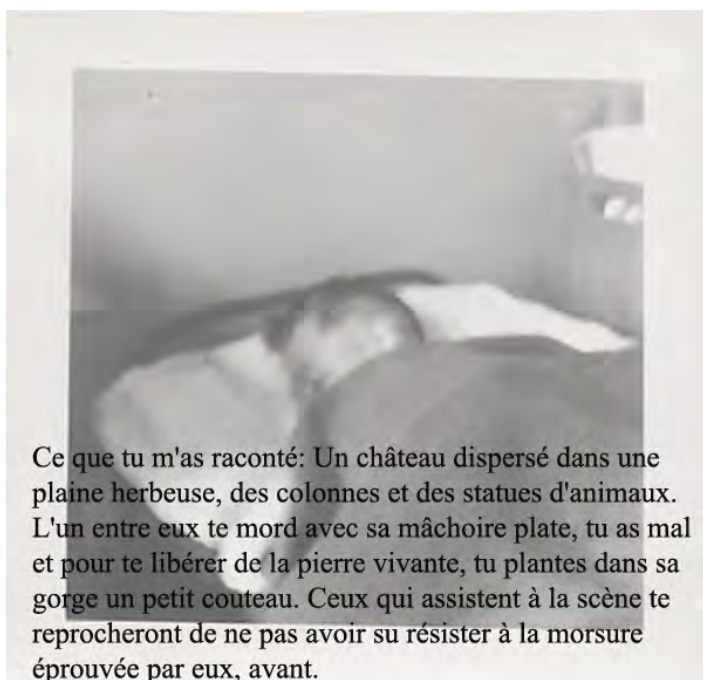 Ce que tu m'as raconté: Un château dispersé dans une
plaine herbeuse, des colonnes et des statues d'animaux.
L'un entre eux te mord avec sa mâchoire plate, tu as mal
et pour te libérer de la pierre vivante, tu plantes dans sa
gorge un petit couteau. Ceux qui assistent à la scène te
reprocheront de ne pas avoir su résister à la morsure
éprouvée par eux, avant.